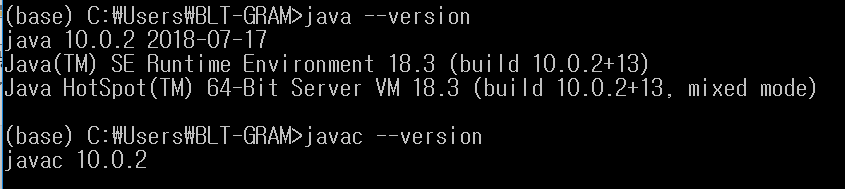 (base) C:₩Users₩BLT-GRAM>java --version
java 10.0.2 2018-07-17
Java(TM) SE Runtime Environment 18.3 (build 10.0.2+13)
Java HotSpot(TM) 64-Bit Server VM 18.3 (build 10.0.2+13, mixed mode)
(base) C:₩Users₩BLT-GRAM>javac --version
javac 10.0.2